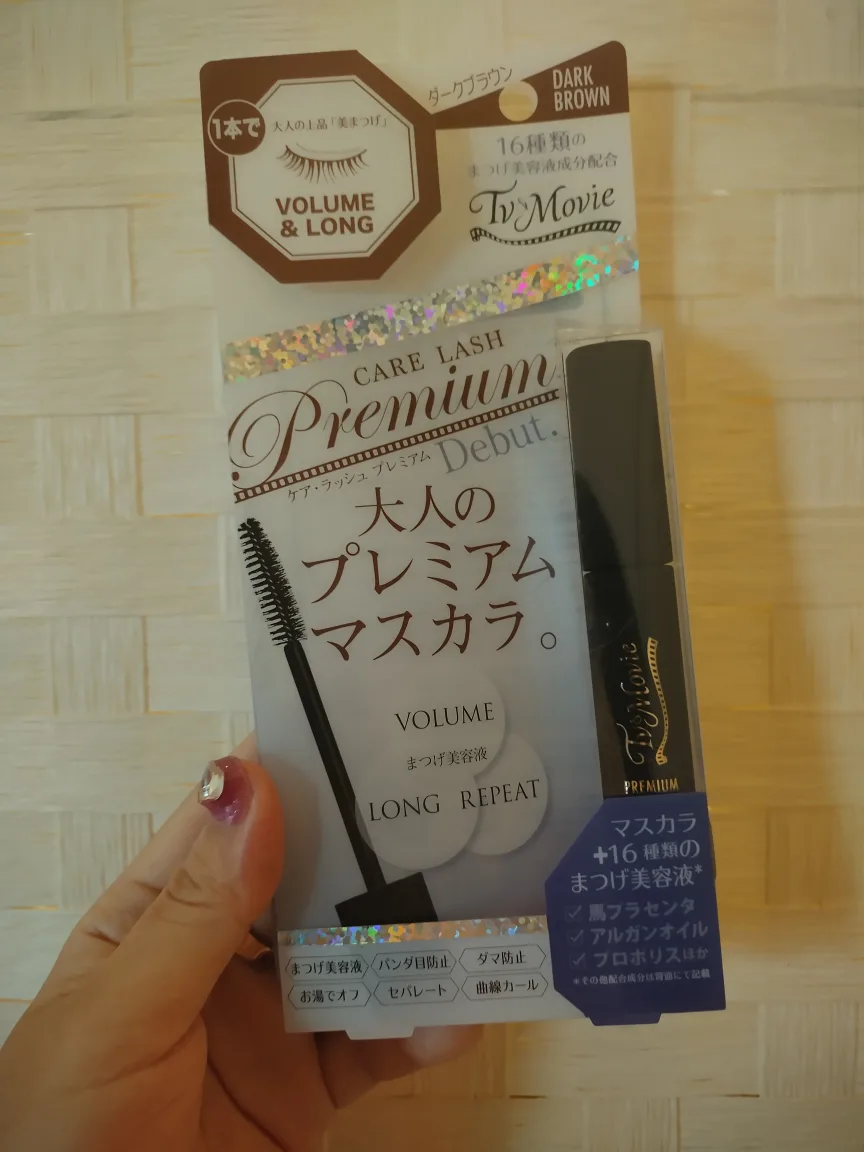 1本で
大人の上品「美まつげ」
VOLUME
& LONG
ダークブラウン
DARK
BROWN
16種類の
まつげ美容液成分配合
Tv&Movie
CARE LASH
Premium
ケア・ラッシュ プレミアム
Debut.
大人の
プレミアム
マスカラ。
VOLUME
まつげ美容液
LONG REPEAT
Tv&Movie
PREMIUM
マスカラ
+16種類の
まつげ美容液*
馬プラセンタ
アルガンオイル
プロポリスほか
*その他配合成分は背面にて記載
まつげ美容液 パンダ目防止 ダマ防止
お湯でオフ セパレート 曲線カール